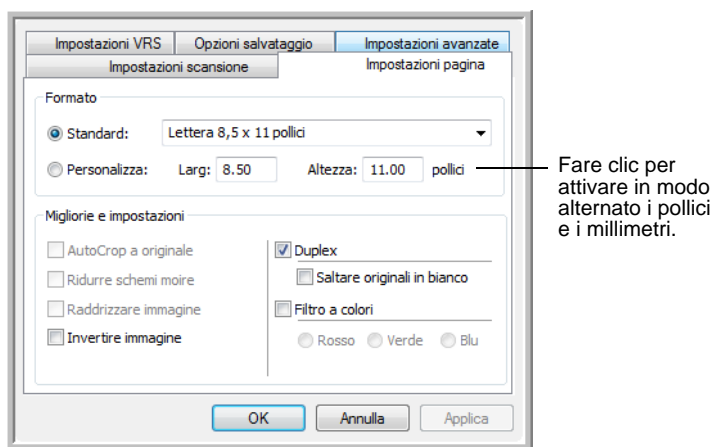 Impostazioni VRS Opzioni salvataggio Impostazioni avanzate
Impostazioni scansione Impostazioni pagina
Formato
Standard: Lettera 8,5 x 11 pollici
Personalizza: Larg: 8.50 Altezza: 11.00 pollici
Fare clic per
attivare in modo
alternato i pollici
e i millimetri.
Migliorie e impostazioni
AutoCrop a originale
Ridurre schemi moire
Raddrizzare immagine
Invertire immagine
Duplex
Saltare originali in bianco
Filtro a colori
Rosso Verde Blu
OK Annulla Applica